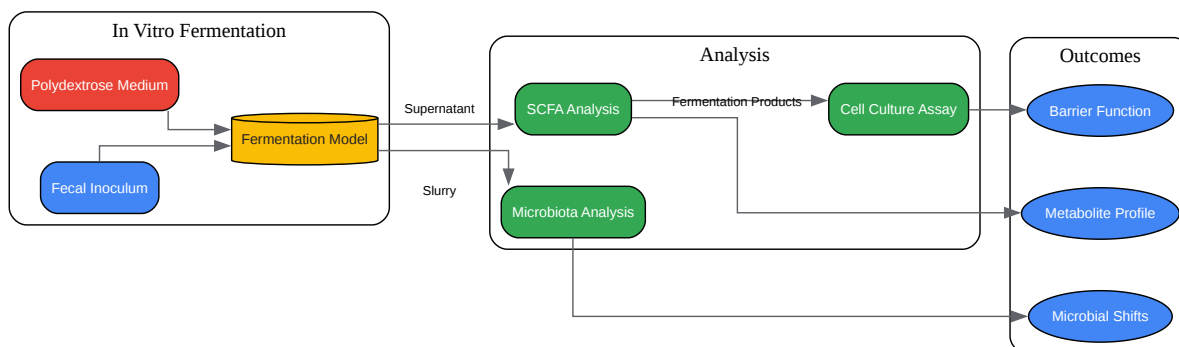 In Vitro Fermentation
Polydextrose Medium
Fecal Inoculum
Fermentation Model
Supernatant
Slurry
Analysis
SCFA Analysis
Fermentation Products
Cell Culture Assay
Microbiota Analysis
Outcomes
Barrier Function
Metabolite Profile
Microbial Shifts